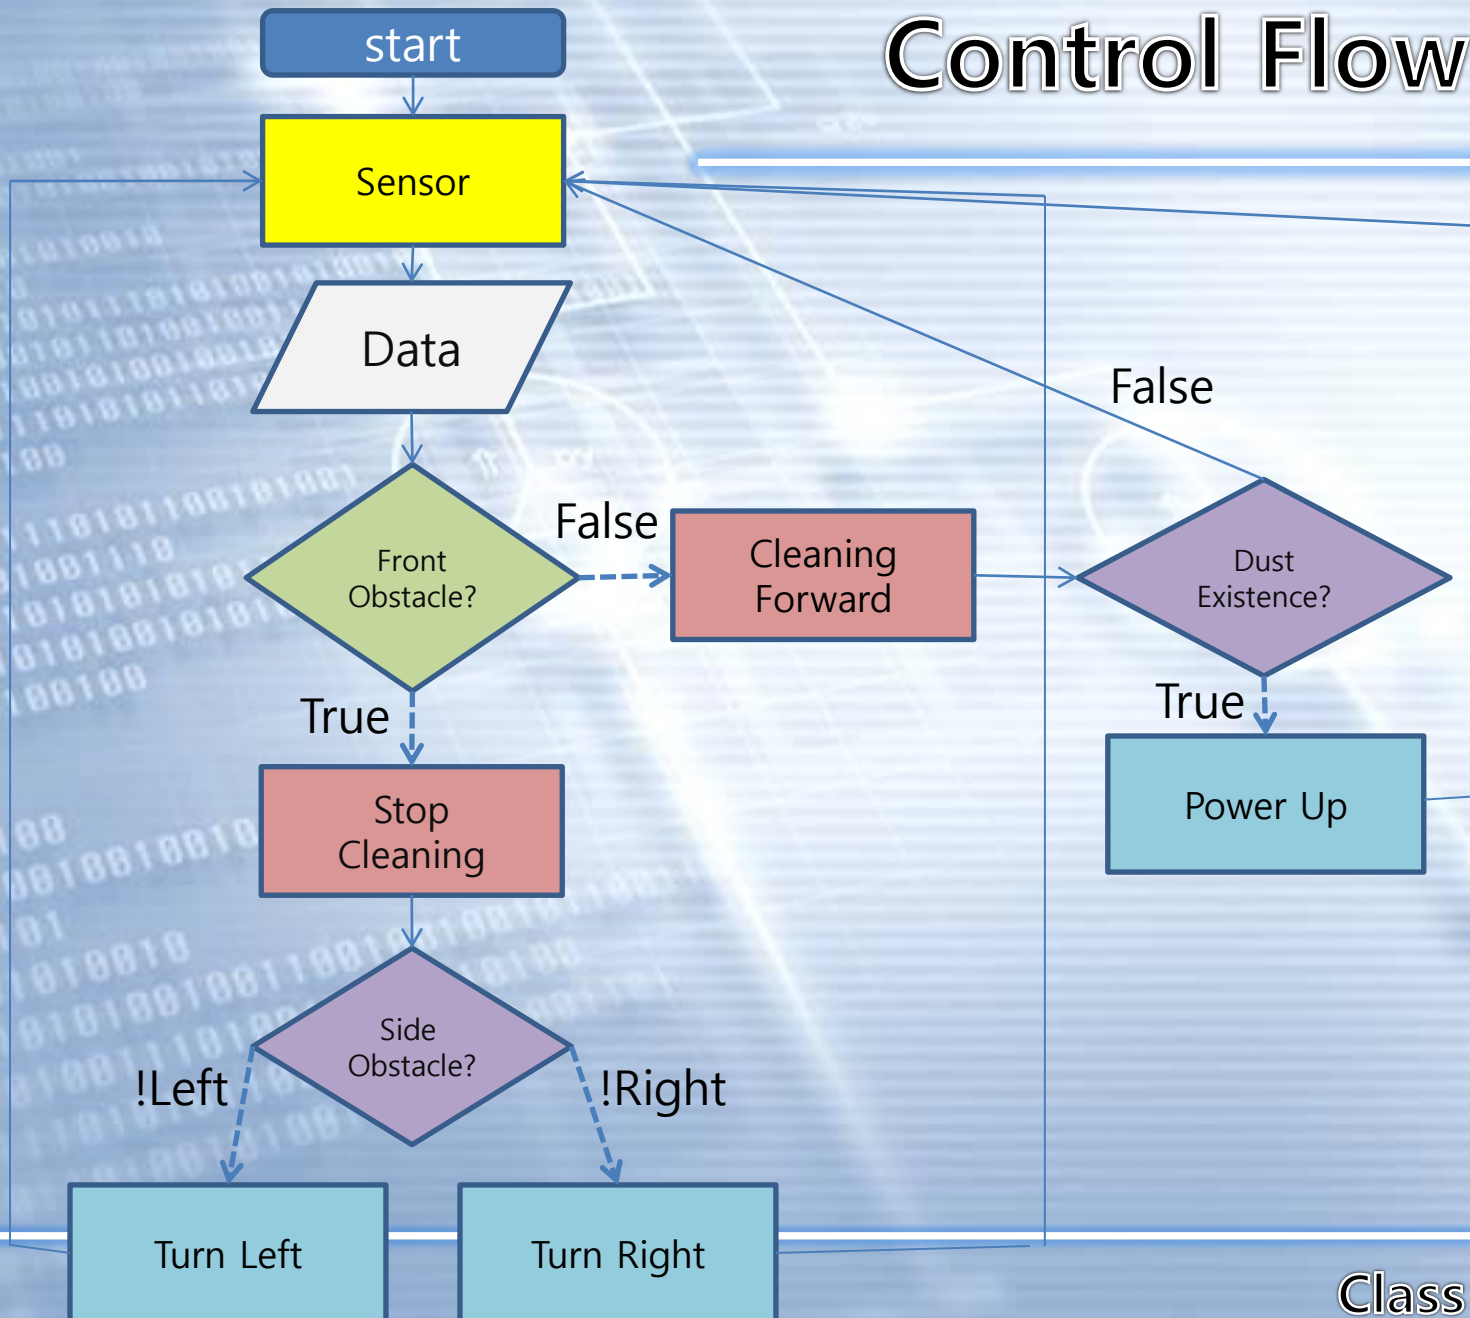 Control Flow
start
Sensor
Data
False
Front
Obstacle?
False
Cleaning
Forward
Dust
Existence?
True
True
Stop
Cleaning
Power Up
Side
Obstacle?
!Left
!Right
Turn Left
Turn Right
Class